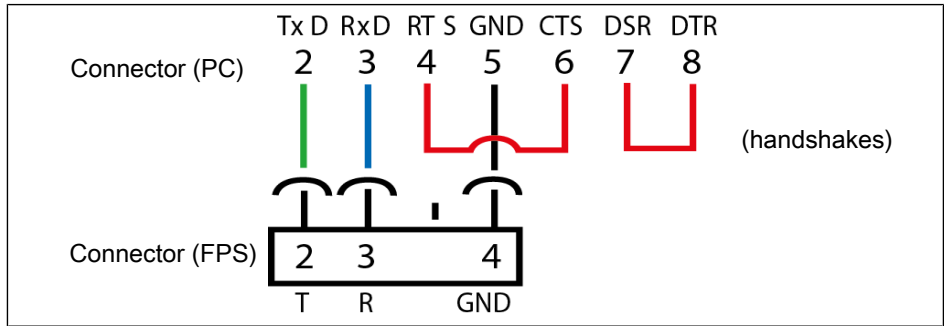 Tx D RxD RT S GND CTS DSR DTR
Connector (PC) 2 3 4 5 6 7 8
(handshakes)
Connector (FPS) 2 3 4
T R GND